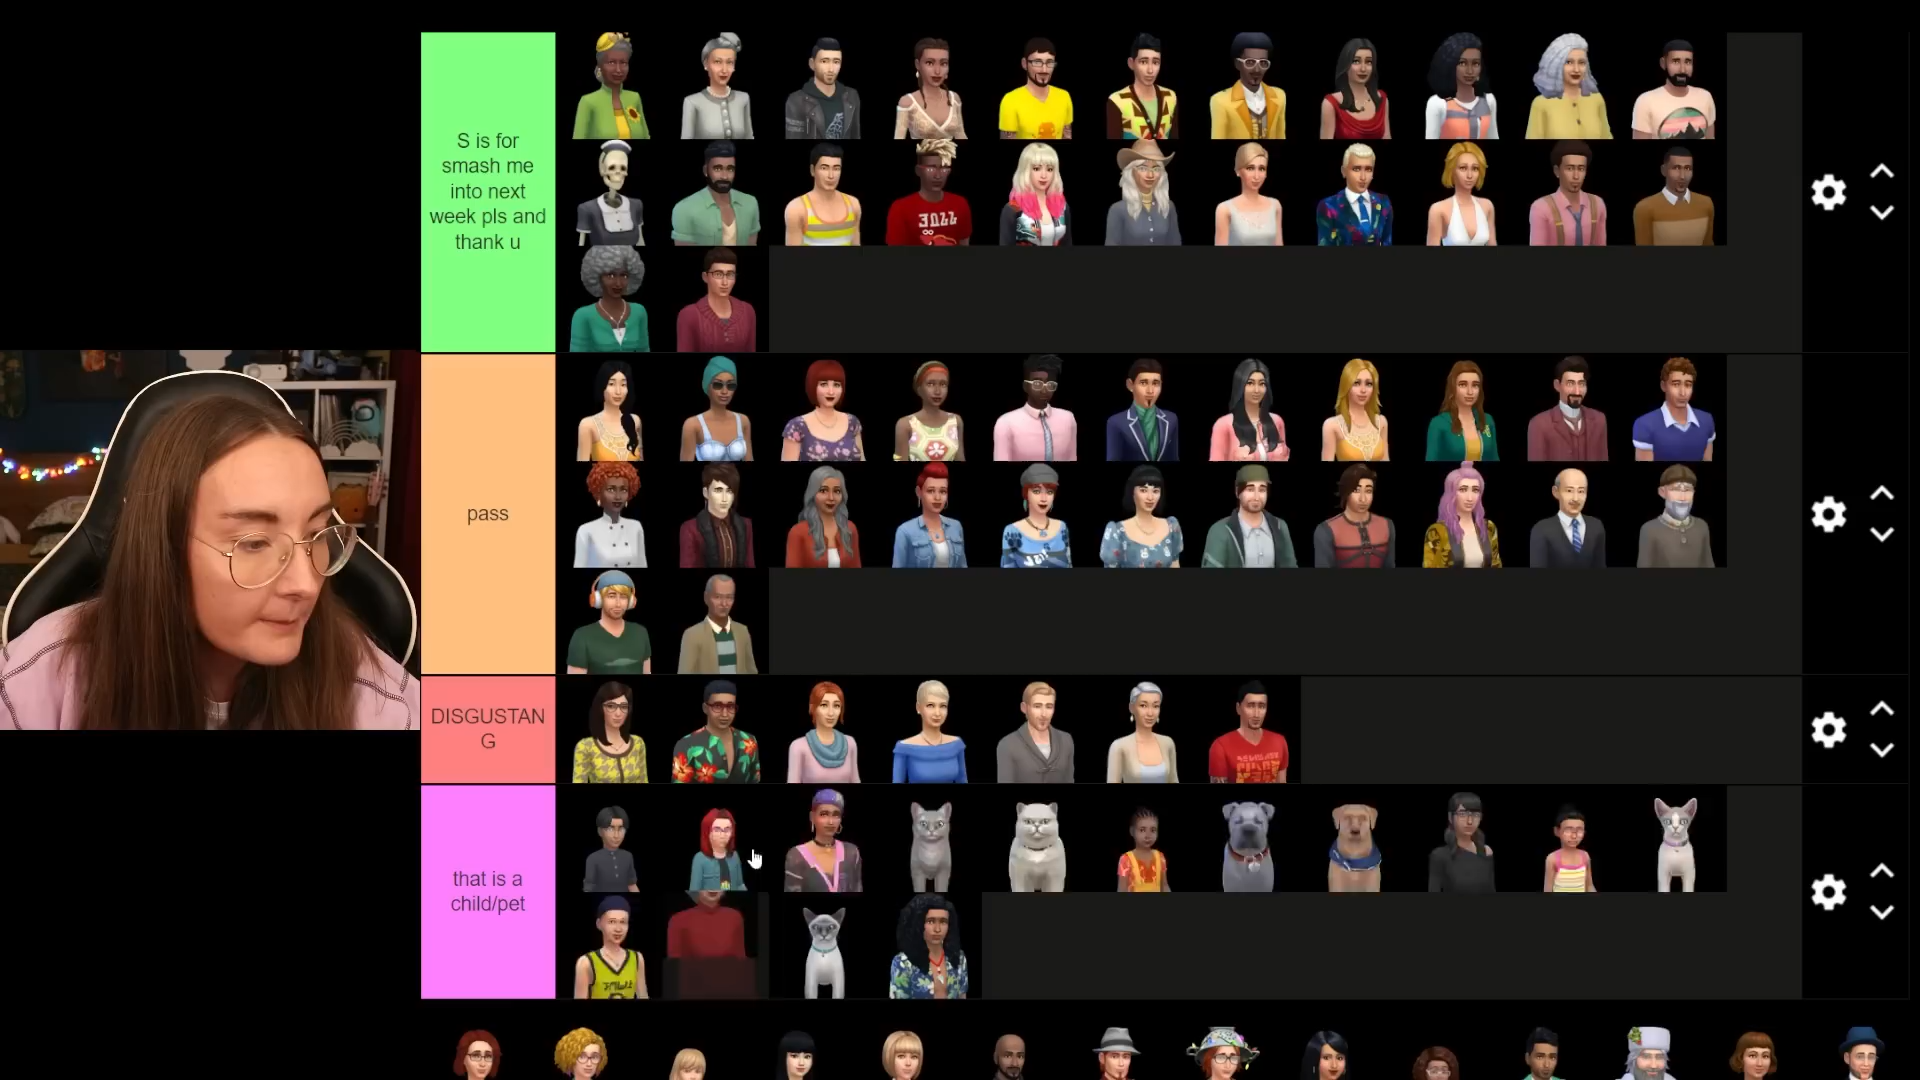 S is for
smash me
into next
week pls and
thank u
pass
DISGUSTAN
G
that is a
child/pet